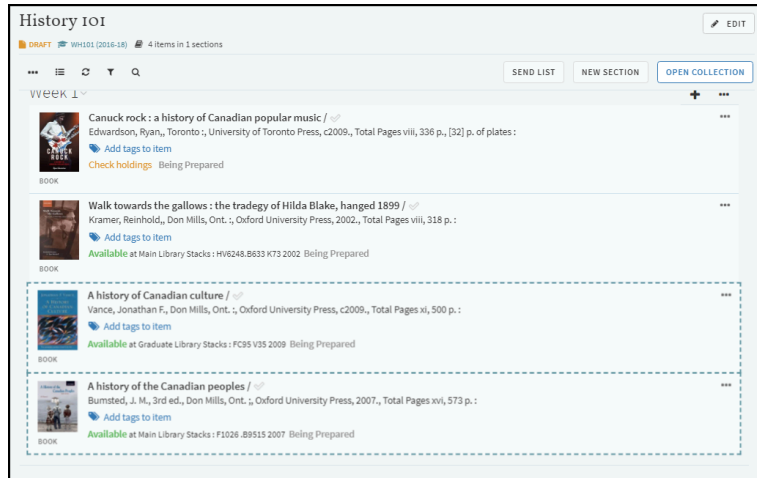 History 101
EDIT
DRAFT WH101 (2016-18) 4 items in 1 sections
SEND LIST NEW SECTION OPEN COLLECTION
Week 1
Canuck rock : a history of Canadian popular music /
Edwardson, Ryan,, Toronto :, University of Toronto Press, c2009., Total Pages viii, 336 p., [32] p. of plates :
Add tags to item
Check holdings Being Prepared
CANUCK
ROCK
BOOK
Walk towards the gallows : the tradegy of Hilda Blake, hanged 1899 /
Kramer, Reinhold,, Don Mills, Ont. :, Oxford University Press, 2002., Total Pages viii, 318 p. :
Add tags to item
Available at Main Library Stacks : HV6248.B633 K73 2002 Being Prepared
BOOK
A history of Canadian culture /
Vance, Jonathan F., Don Mills, Ont. :, Oxford University Press, c2009., Total Pages xi, 500 p. :
Add tags to item
Available at Graduate Library Stacks : FC95 V35 2009 Being Prepared
BOOK
A history of the Canadian peoples /
Bumsted, J. M., 3rd ed., Don Mills, Ont. :, Oxford University Press, 2007., Total Pages xvi, 573 p. :
Add tags to item
Available at Main Library Stacks : F1026 .B9515 2007 Being Prepared
BOOK